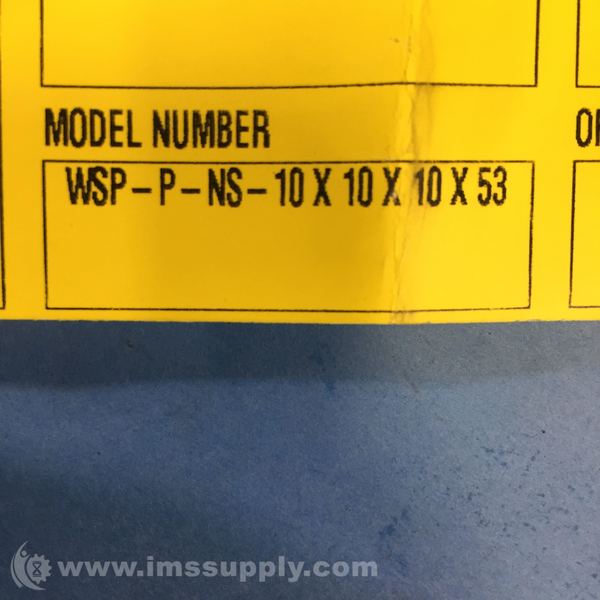 MODEL NUMBER
WSP-P-NS-10 X 10 X 10 X 53
www.imssupply.com